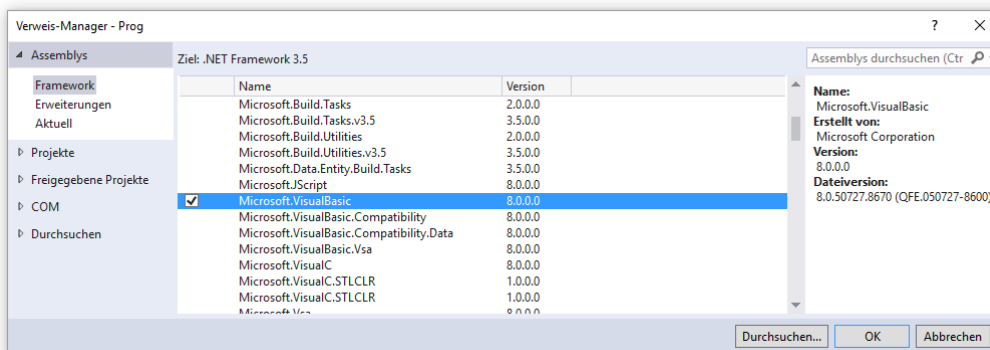 Verweis-Manager - Prog
Assemblys
Framework
Erweiterungen
Aktuell
Projekte
Freigegebene Projekte
COM
Durchsuchen
Ziel: .NET Framework 3.5
Name Version
Microsoft.Build.Tasks 2.0.0.0
Microsoft.Build.Tasks.v3.5 3.5.0.0
Microsoft.Build.Utilities 2.0.0.0
Microsoft.Build.Utilities.v3.5 3.5.0.0
Microsoft.Data.Entity.Build.Tasks 3.5.0.0
Microsoft.JScript 8.0.0.0
Microsoft.VisualBasic 8.0.0.0
Microsoft.VisualBasic.Compatibility 8.0.0.0
Microsoft.VisualBasic.Compatibility.Data 8.0.0.0
Microsoft.VisualBasic.Vsa 8.0.0.0
Microsoft.VisualC 8.0.0.0
Microsoft.VisualC.STLCLR 1.0.0.0
Microsoft.VisualC.STLCLR 1.0.0.0
Microsoft.Vsa 8.0.0.0
Assemblys durchsuchen (Ctr
Name:
Microsoft.VisualBasic
Erstellt von:
Microsoft Corporation
Version:
8.0.0.0
Dateiversion:
8.0.50727.8670 (QFE.050727-8600)
Durchsuchen... OK Abbrechen